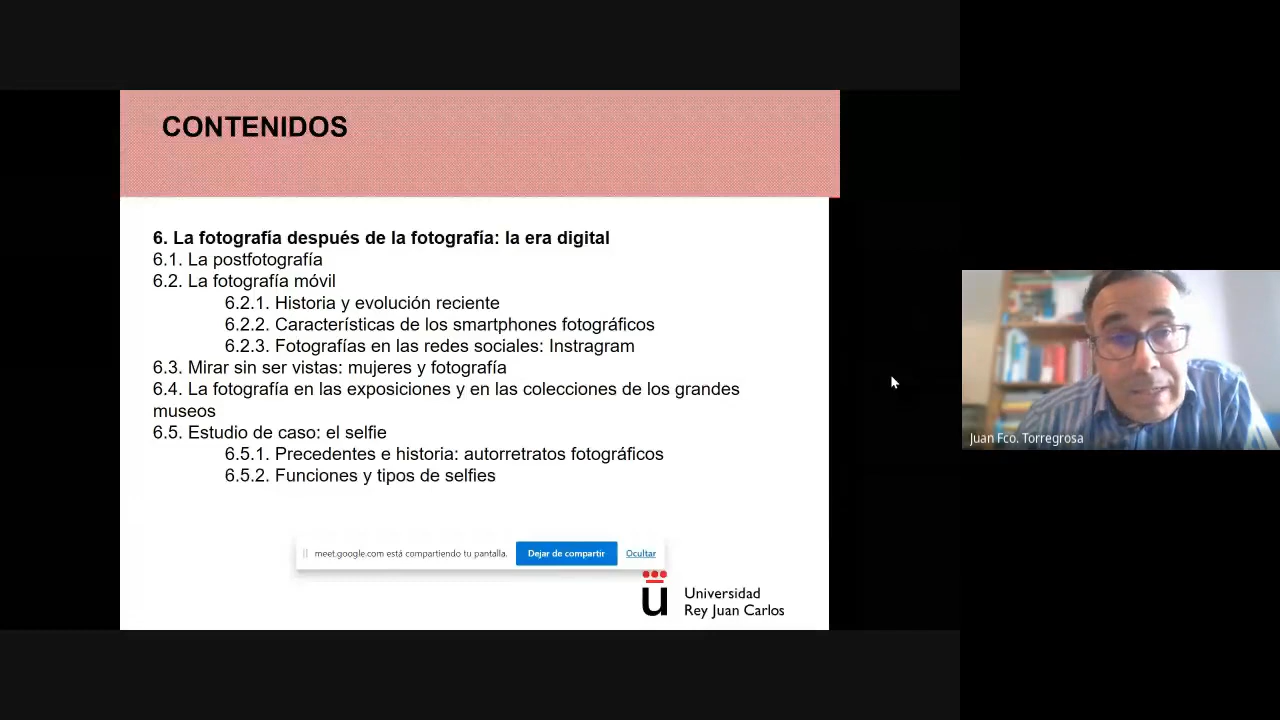 CONTENIDOS
6. La fotografía después de la fotografía: la era digital
6.1. La postfotografía
6.2. La fotografía móvil
6.2.1. Historia y evolución reciente
6.2.2. Características de los smartphones fotográficos
6.2.3. Fotografías en las redes sociales: Instragram
6.3. Mirar sin ser vistas: mujeres y fotografía
6.4. La fotografía en las exposiciones y en las colecciones de los grandes
museos
6.5. Estudio de caso: el selfie
6.5.1. Precedentes e historia: autorretratos fotográficos
6.5.2. Funciones y tipos de selfies
meet.google.com está compartiendo tu pantalla. Dejar de compartir Ocultar
u Universidad
Rey Juan Carlos
Juan Fco. Torregrosa